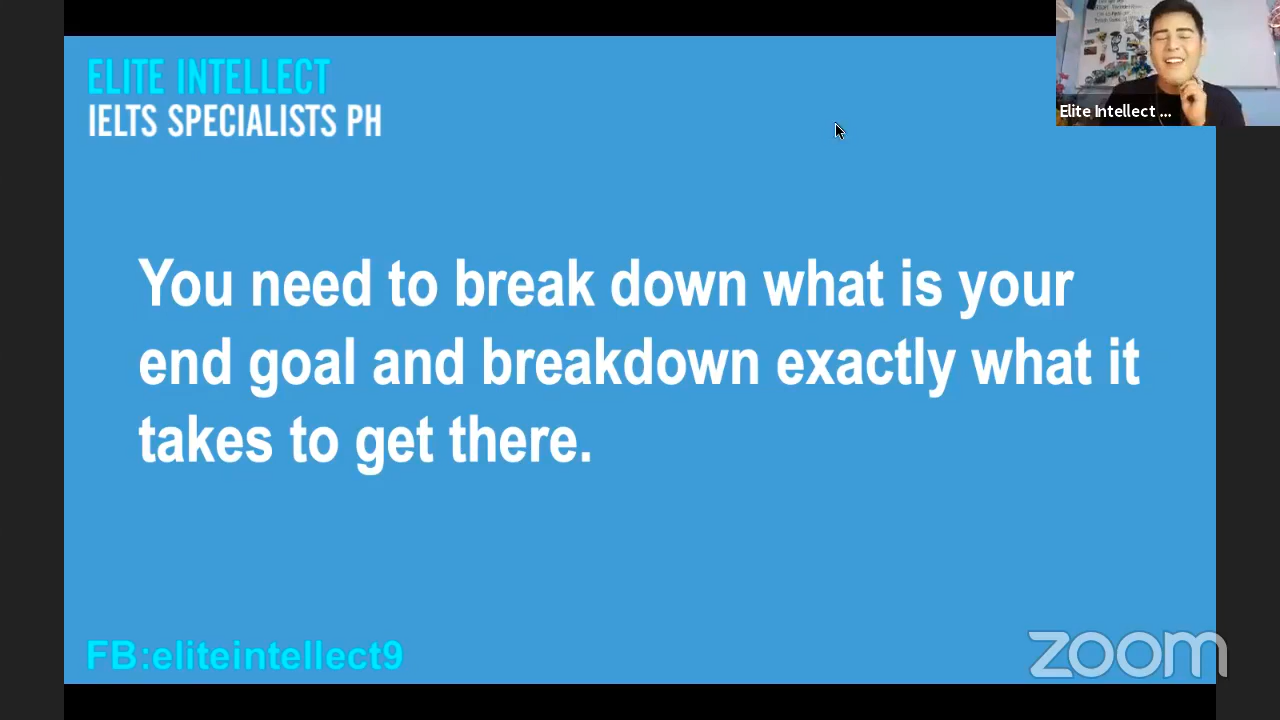 ELITE INTELLECT
IELTS SPECIALISTS PH
Elite Intellect ...
You need to break down what is your
end goal and breakdown exactly what it
takes to get there.
FB:eliteintellect9
zoom